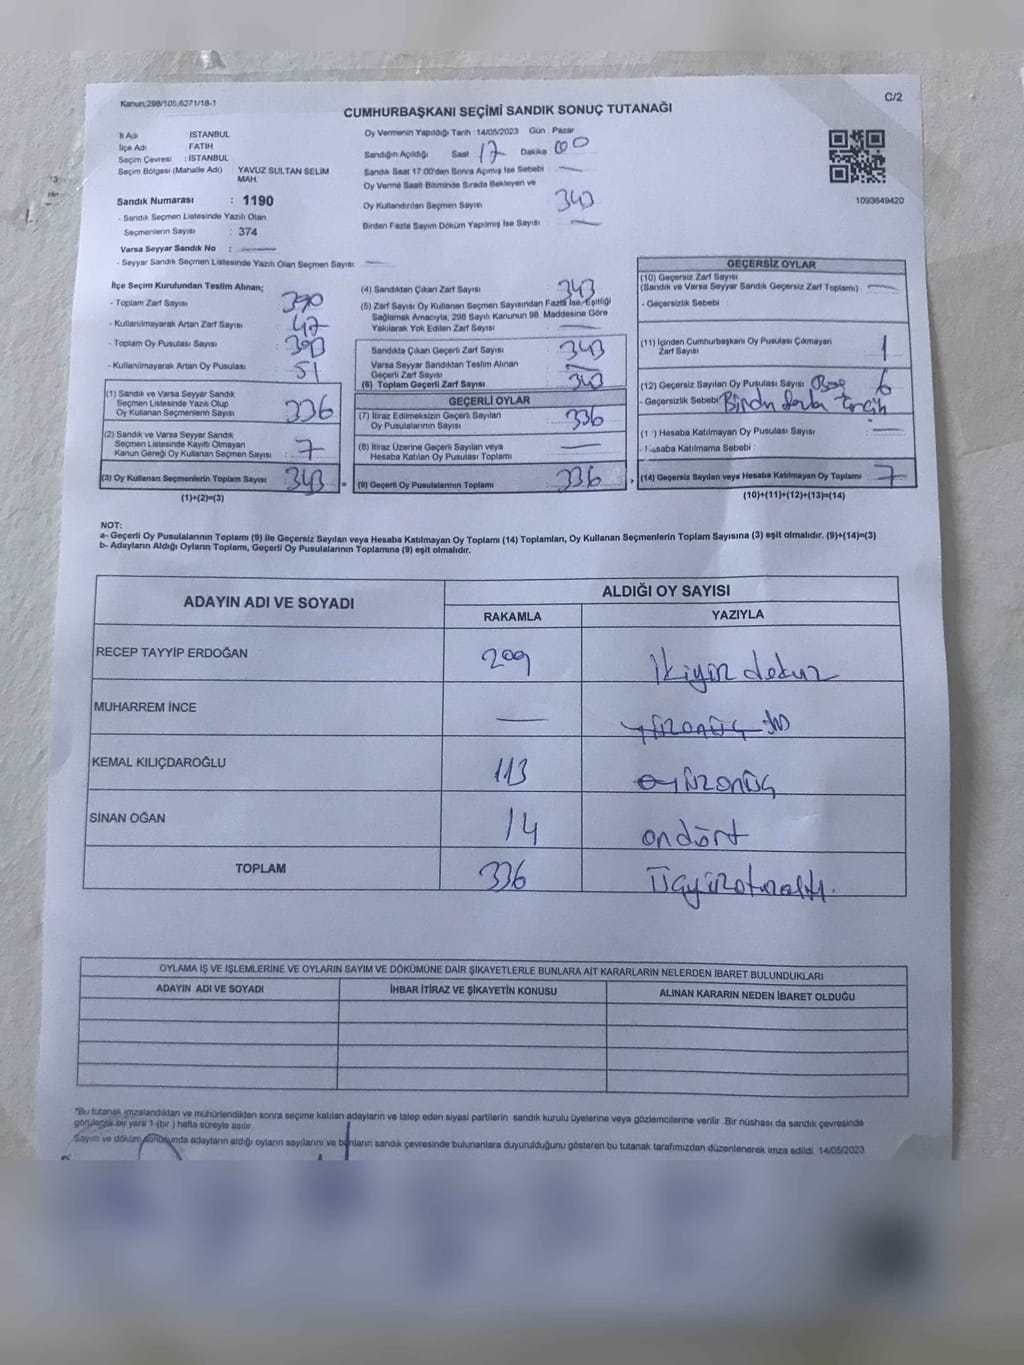 Kanun;298/105,6271/18-1
C/2
CUMHURBAŞKANI SEÇİMİ SANDIK SONUÇ TUTANAĞI
İl Adı : İSTANBUL
İlçe Adı : FATİH
Seçim Çevresi : İSTANBUL
Seçim Bölgesi (Mahalle Adı) YAVUZ SULTAN SELİM MAH.
Sandık Numarası : 1190
- Sandık Seçmen Listesinde Yazılı Olan
Seçmenlerin Sayısı : 374
Varsa Seyyar Sandık No : —
- Seyyar Sandık Seçmen Listesinde Yazılı Olan Seçmen Sayısı : —
Oy Vermenin Yapıldığı Tarih : 14/05/2023 Gün : Pazar
Sandığın Açıldığı Saat 17 Dakika 00
Sandık Saat 17:00'den Sonra Açımış İse Sebebi —
Oy Verme Saati Bitiminde Sırada Bekleyen ve
Oy Kullandırılan Seçmen Sayısı 343
Birden Fazla Sayım Döküm Yapılmış İse Sayısı —
1093649420
İlçe Seçim Kurulundan Teslim Alınan;
- Toplam Zarf Sayısı 390
- Kullanılmayarak Artan Zarf Sayısı 47
- Toplam Oy Pusulası Sayısı
- Kullanılmayarak Artan Oy Pusulası 51
(1) Sandık ve Varsa Seyyar Sandık
Seçmen Listesinde Yazılı Olup
Oy Kullanan Seçmenlerin Sayısı 336
(2) Sandık ve Varsa Seyyar Sandık
Seçmen Listesinde Kayıtlı Olmayan
Kanun Gereği Oy Kullanan Seçmen Sayısı 7
(3) Oy Kullanan Seçmenlerin Toplam Sayısı 343 =
(1)+(2)=(3)
(4) Sandıktan Çıkan Zarf Sayısı 343
(5) Zarf Sayısı Oy Kullanan Seçmen Sayısından Fazla İse, Eşitliği
Sağlamak Amacıyla, 298 Sayılı Kanunun 98. Maddesine Göre
Yakılarak Yok Edilen Zarf Sayısı —
Sandıkta Çıkan Geçerli Zarf Sayısı 343
Varsa Seyyar Sandıktan Teslim Alınan
Geçerli Zarf Sayısı —
(6) Toplam Geçerli Zarf Sayısı 343
GEÇERLİ OYLAR
(7) İtiraz Edilmeksizin Geçerli Sayılan
Oy Pusulalarının Sayısı 336
(8) İtiraz Üzerine Geçerli Sayılan veya
Hesaba Katılan Oy Pusulası Toplamı —
(9) Geçerli Oy Pusulalarının Toplamı 336
GEÇERSİZ OYLAR
(10) Geçersiz Zarf Sayısı
(Sandık ve Varsa Seyyar Sandık Geçersiz Zarf Toplamı) —
- Geçersizlik Sebebi :
(11) İçinden Cumhurbaşkanı Oy Pusulası Çıkmayan
Zarf Sayısı 1
(12) Geçersiz Sayılan Oy Pusulası Sayısı 6
- Geçersizlik Sebebi Birden fazla tercih
(1 ) Hesaba Katılmayan Oy Pusulası Sayısı —
- Hesaba Katılmama Sebebi :
(14) Geçersiz Sayılan veya Hesaba Katılmayan Oy Toplamı 7
(10)+(11)+(12)+(13)=(14)
NOT:
a- Geçerli Oy Pusulalarının Toplamı (9) ile Geçersiz Sayılan veya Hesaba Katılmayan Oy Toplamı (14) Toplamları, Oy Kullanan Seçmenlerin Toplam Sayısına (3) eşit olmalıdır. (9)+(14)=(3)
b- Adayların Aldığı Oyların Toplamı, Geçerli Oy Pusulalarının Toplamına (9) eşit olmalıdır.
ADAYIN ADI VE SOYADI
ALDIĞI OY SAYISI
RAKAMLA YAZIYLA
RECEP TAYYİP ERDOĞAN 209 İkiyüz dokuz
MUHARREM İNCE — yüzonüç
KEMAL KILIÇDAROĞLU 113 yüzonüç
SİNAN OĞAN 14 ondört
TOPLAM 336 Üçyüzotuzaltı.
OYLAMA İŞ VE İŞLEMLERİNE VE OYLARIN SAYIM VE DÖKÜMÜNE DAİR ŞİKAYETLERLE BUNLARA AİT KARARLARIN NELERDEN İBARET BULUNDUKLARI
ADAYIN ADI VE SOYADI İHBAR İTİRAZ VE ŞİKAYETİN KONUSU ALINAN KARARIN NEDEN İBARET OLDUĞU
"Bu tutanak imzalandıktan ve mühürlendikten sonra seçime katılan adayların ve talep eden siyasi partilerin sandık kurulu üyelerine veya gözlemcilerine verilir. Bir nüshası da sandık çevresinde
görülecek bir yere 1 (bir ) hafta süreyle asılır.
Sayım ve döküm sonusunda adayların aldığı oyların sayılarını ve bunların sandık çevresinde bulunanlara duyurulduğunu gösteren bu tutanak tarafımızdan düzenlenerek imza edildi. 14/05/2023